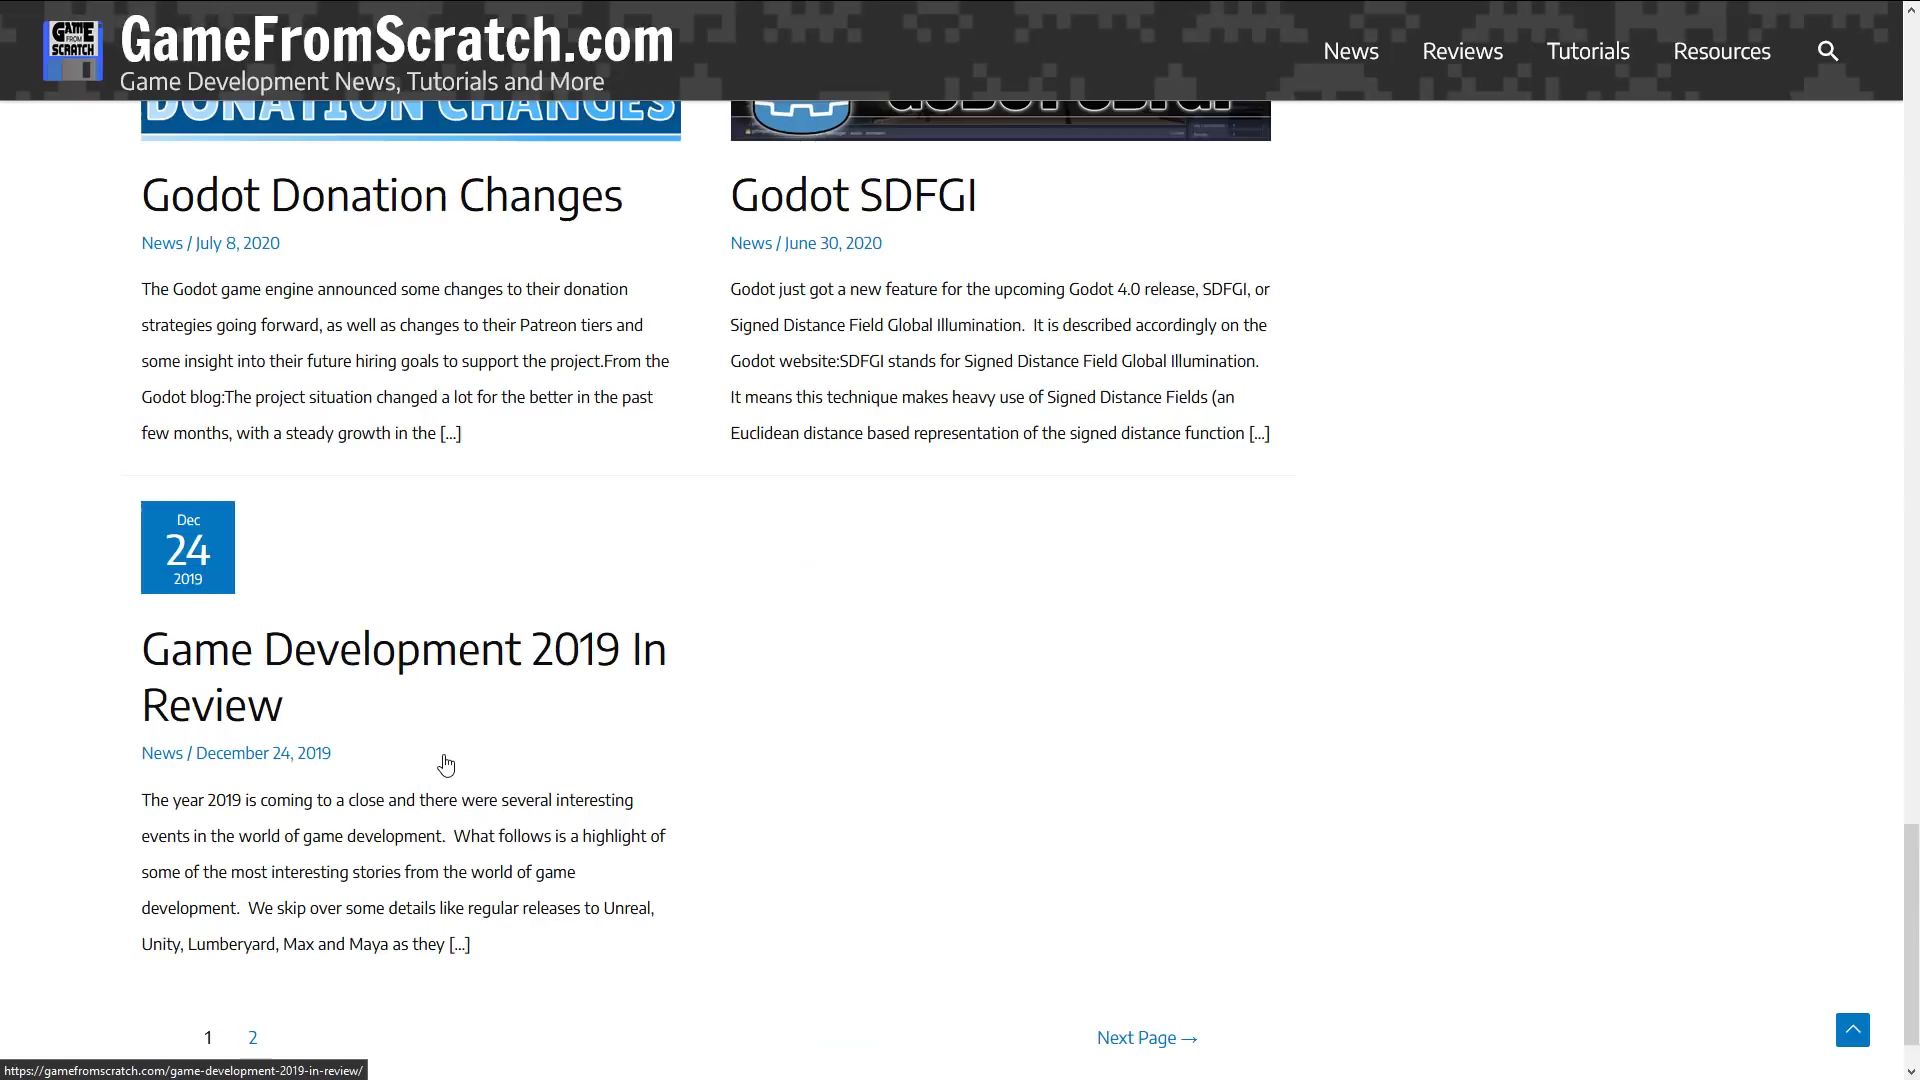 GAME
FROM
SCRATCH
GameFromScratch.com
Game Development News, Tutorials and More
News
Reviews
Tutorials
Resources
DONATION CHANGES
GODOT SDFGI
Godot Donation Changes
News / July 8, 2020
The Godot game engine announced some changes to their donation
strategies going forward, as well as changes to their Patreon tiers and
some insight into their future hiring goals to support the project.From the
Godot blog:The project situation changed a lot for the better in the past
few months, with a steady growth in the [...]
Godot SDFGI
News / June 30, 2020
Godot just got a new feature for the upcoming Godot 4.0 release, SDFGI, or
Signed Distance Field Global Illumination.  It is described accordingly on the
Godot website:SDFGI stands for Signed Distance Field Global Illumination.
It means this technique makes heavy use of Signed Distance Fields (an
Euclidean distance based representation of the signed distance function [...]
Dec
24
2019
Game Development 2019 In
Review
News / December 24, 2019
The year 2019 is coming to a close and there were several interesting
events in the world of game development.  What follows is a highlight of
some of the most interesting stories from the world of game
development.  We skip over some details like regular releases to Unreal,
Unity, Lumberyard, Max and Maya as they [...]
1
2
Next Page →
https://gamefromscratch.com/game-development-2019-in-review/